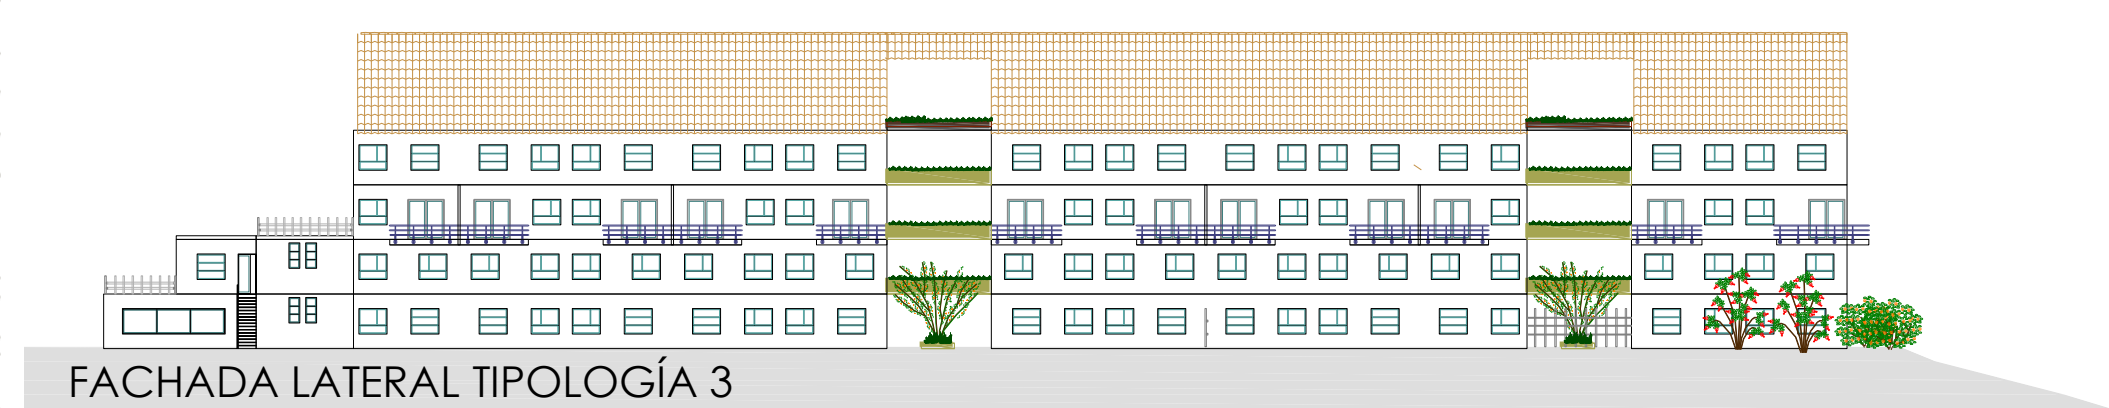 FACHADA LATERAL TIPOLOGÍA 3